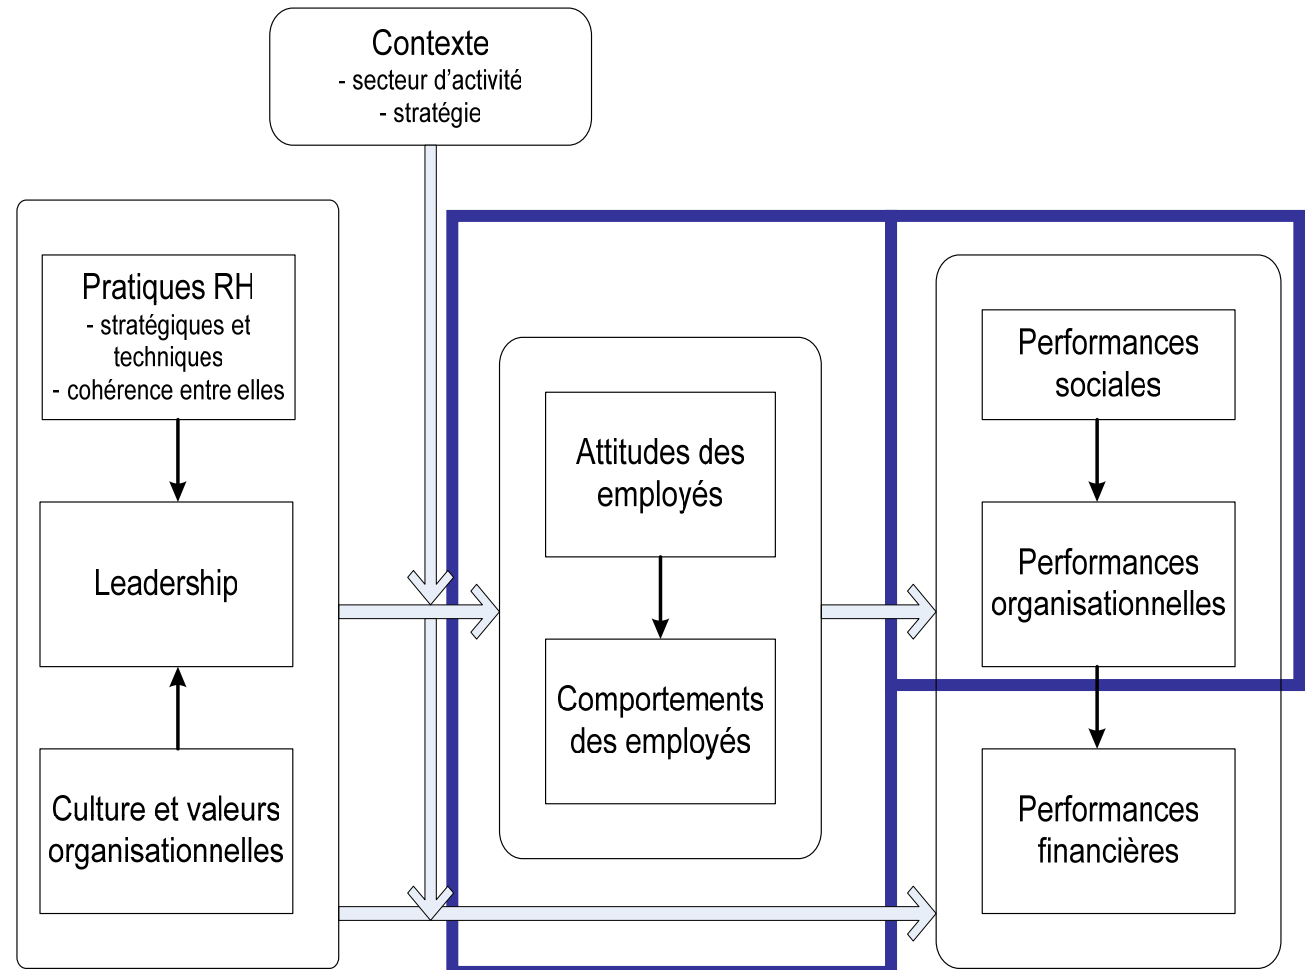 Contexte
- secteur d'activité
- stratégie
Pratiques RH
- stratégiques et
techniques
- cohérence entre elles
Leadership
Culture et valeurs
organisationnelles
Attitudes des
employés
Comportements
des employés
Performances
sociales
Performances
organisationnelles
Performances
financières